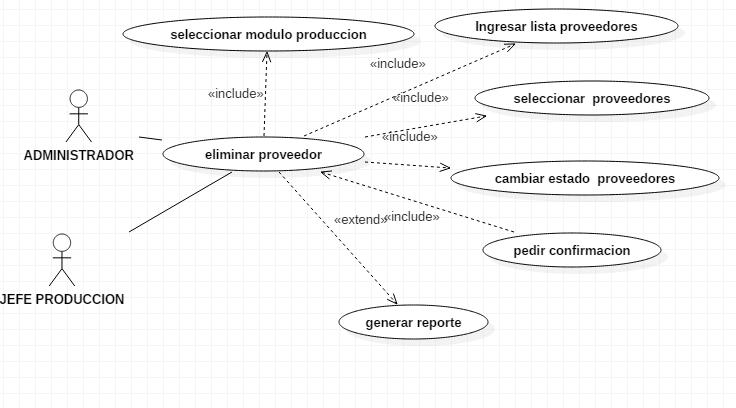 seleccionar modulo produccion
Ingresar lista proveedores
«include»
«include»
«include»
seleccionar proveedores
«include»
ADMINISTRADOR
eliminar proveedor
cambiar estado proveedores
«extend»
«include»
pedir confirmacion
JEFE PRODUCCION
generar reporte